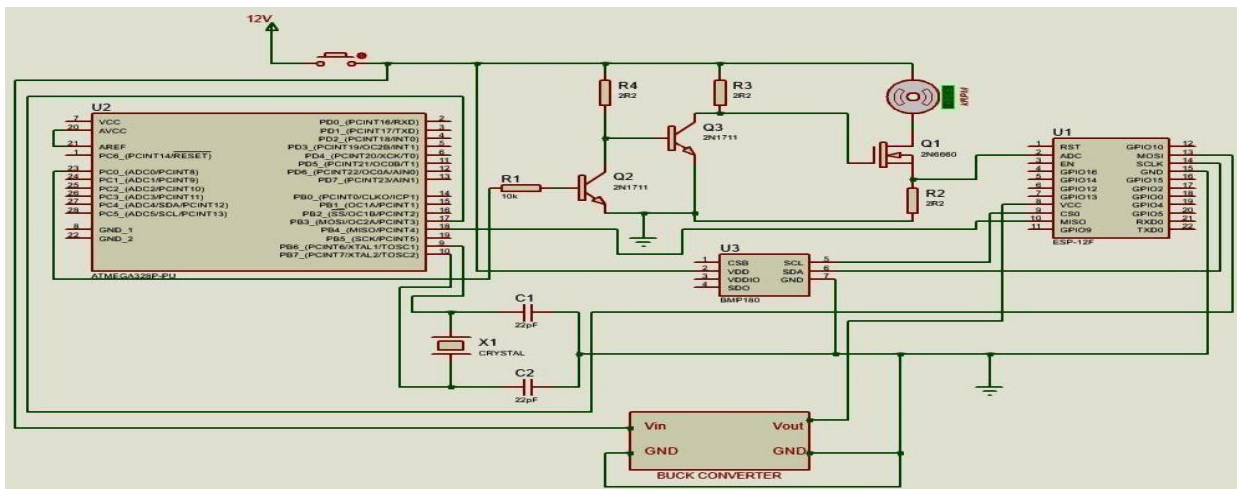 12V
U2
7 VCC
20 AVCC
21 AREF
1 PC6_(PCINT14/RESET)
23 PC0_(ADC0/PCINT8)
24 PC1_(ADC1/PCINT9)
25 PC2_(ADC2/PCINT10)
26 PC3_(ADC3/PCINT11)
27 PC4_(ADC4/SDA/PCINT12)
28 PC5_(ADC5/SCL/PCINT13)
8 GND_1
22 GND_2
PD0_(PCINT16/RXD) 2
PD1_(PCINT17/TXD) 3
PD2_(PCINT18/INT0) 4
PD3_(PCINT19/OC2B/INT1) 5
PD4_(PCINT20/XCK/T0) 6
PD5_(PCINT21/OC0B/T1) 11
PD6_(PCINT22/OC0A/AIN0) 12
PD7_(PCINT23/AIN1) 13
PB0_(PCINT0/CLKO/ICP1) 14
PB1_(OC1A/PCINT1) 15
PB2_(SS/OC1B/PCINT2) 16
PB3_(MOSI/OC2A/PCINT3) 17
PB4_(MISO/PCINT4) 18
PB5_(SCK/PCINT5) 19
PB6_(PCINT6/XTAL1/TOSC1) 9
PB7_(PCINT7/XTAL2/TOSC2) 10
ATMEGA328P-PU
R1
10k
R4
2R2
Q2
2N1711
R3
2R2
Q3
2N1711
KRPM
Q1
2N6660
R2
2R2
U1
1 RST
2 ADC
3 EN
4 GPIO16
5 GPIO14
6 GPIO12
7 GPIO13
8 VCC
9 CS0
10 MISO
11 GPIO9
GPIO10 12
MOSI 13
SCLK 14
GND 15
GPIO15 16
GPIO2 17
GPIO0 18
GPIO4 19
GPIO5 20
RXD0 21
TXD0 22
ESP-12F
U3
1 CSB
2 VDD
3 VDDIO
4 SDO
SCL 5
SDA 6
GND 7
BMP180
C1
22pF
X1
CRYSTAL
C2
22pF
Vin Vout
GND GND
BUCK CONVERTER